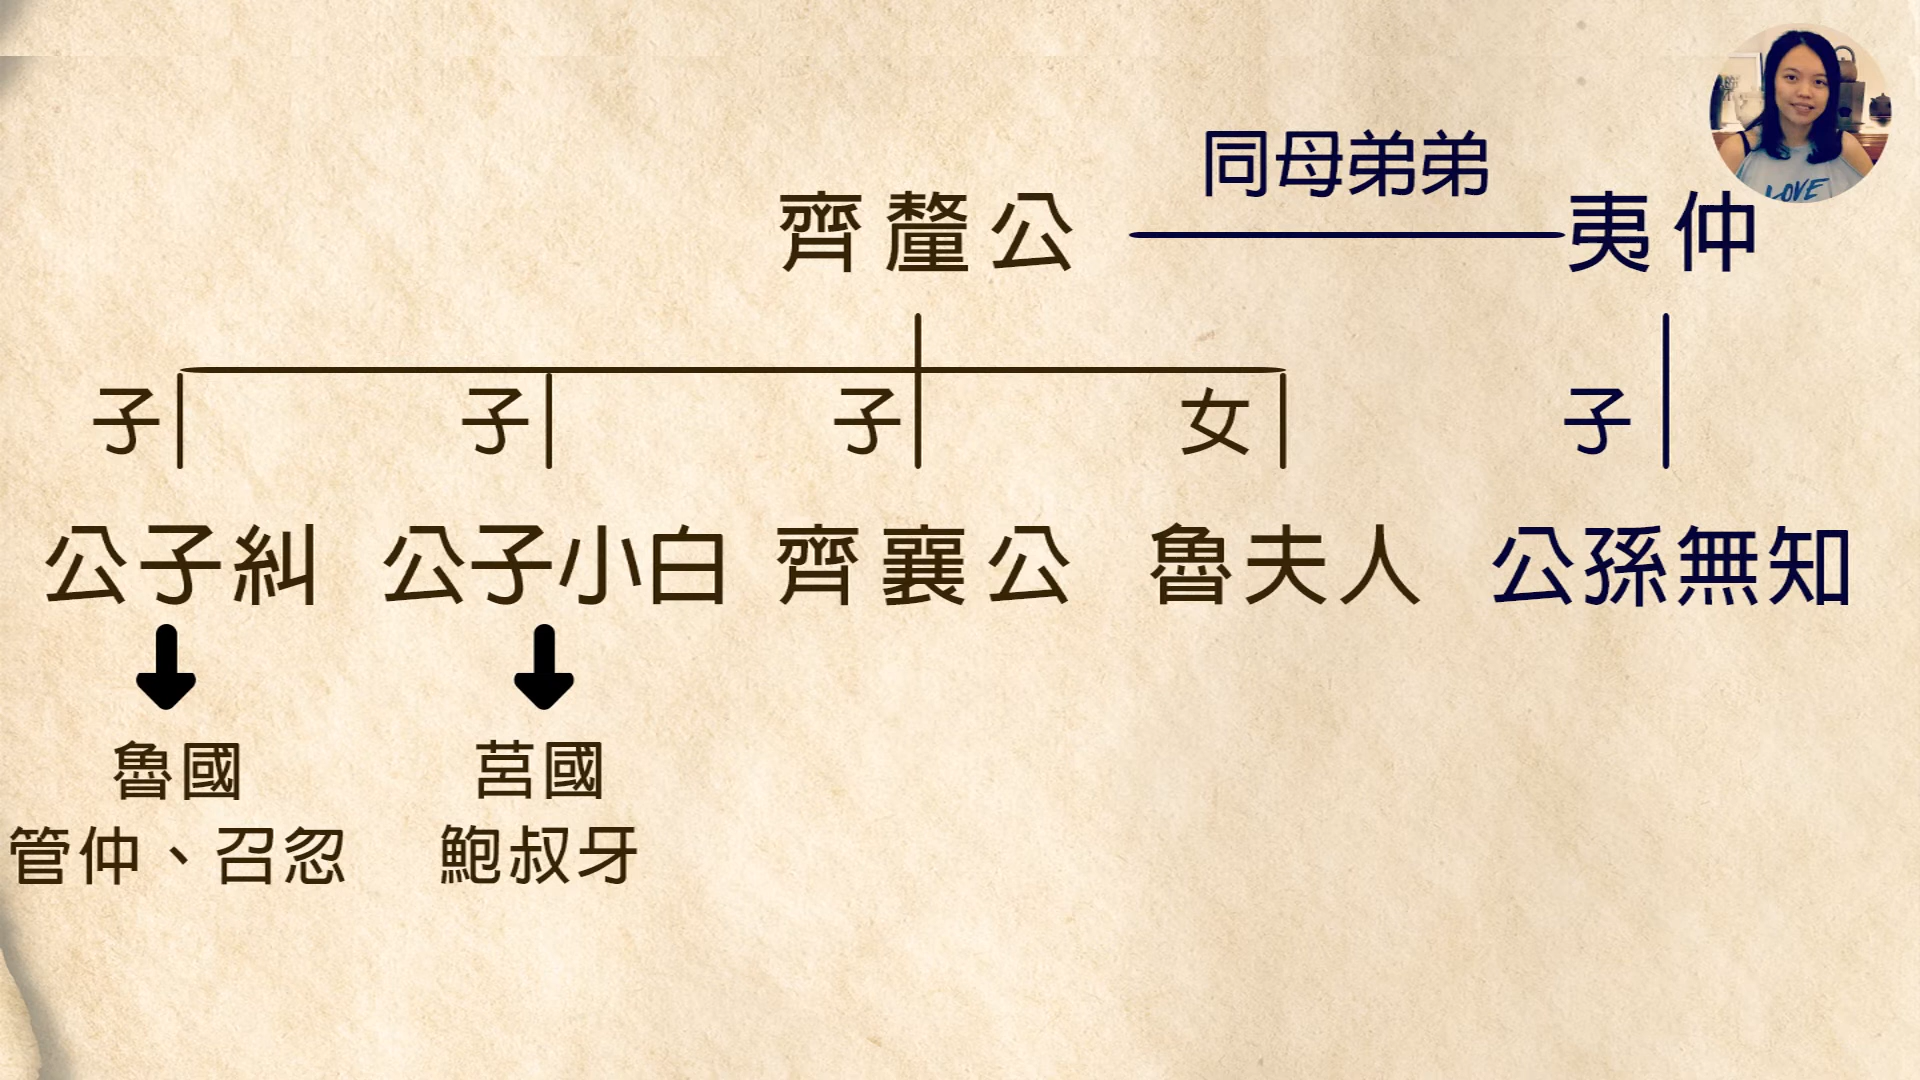 同母弟弟
齊釐公 夷仲
子 子 子 女 子
公子糾 公子小白 齊襄公 魯夫人 公孫無知
魯國 莒國
管仲、召忽 鮑叔牙
LOVE